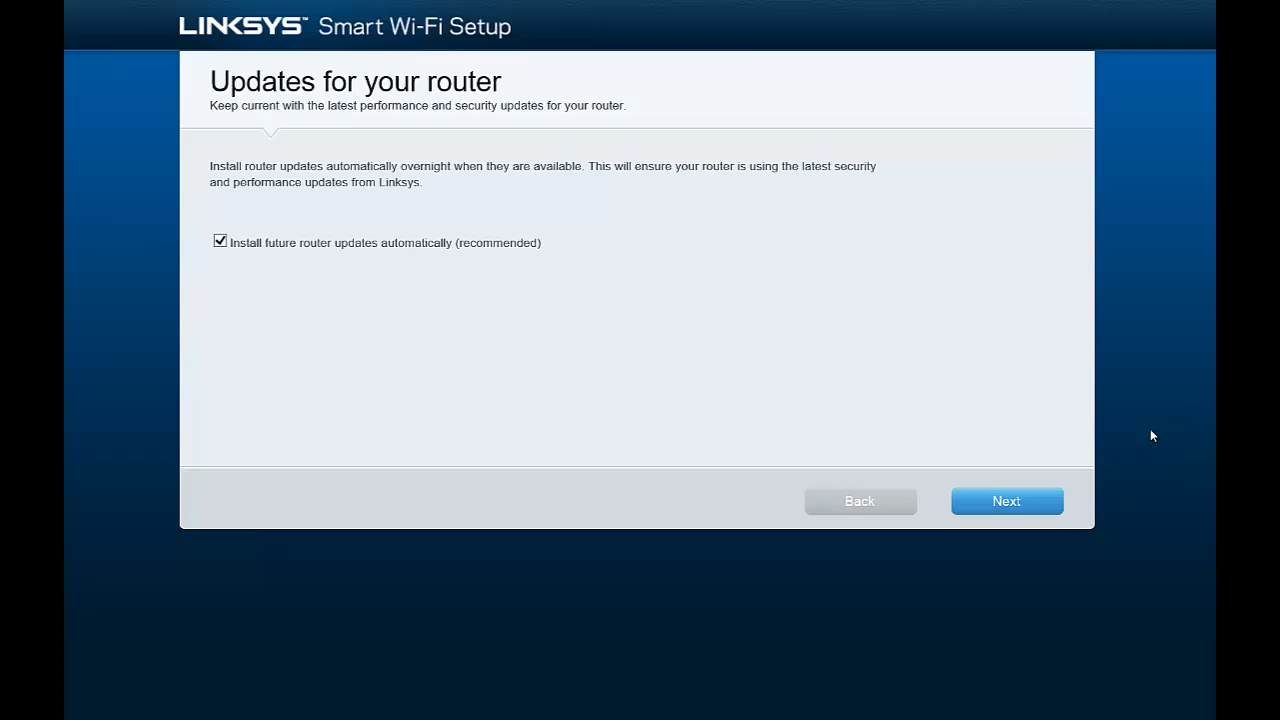 LINKSYS™ Smart Wi-Fi Setup
Updates for your router
Keep current with the latest performance and security updates for your router.
Install router updates automatically overnight when they are available. This will ensure your router is using the latest security
and performance updates from Linksys.
Install future router updates automatically (recommended)
Back Next